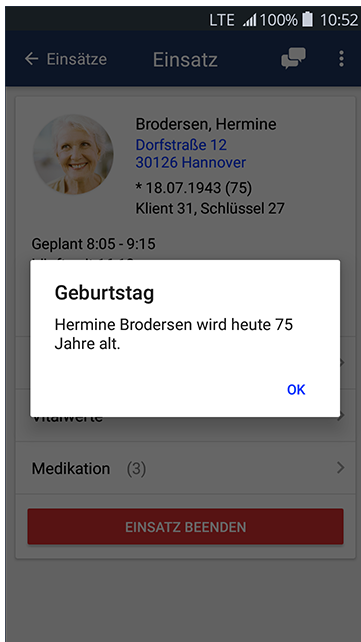 LTE 100% 10:52
Einsätze Einsatz
Brodersen, Hermine
Dorfstraße 12
30126 Hannover
* 18.07.1943 (75)
Klient 31, Schlüssel 27
Geplant 8:05 - 9:15
Geburtstag
Hermine Brodersen wird heute 75
Jahre alt.
OK
Vitalwerte
Medikation (3)
EINSATZ BEENDEN